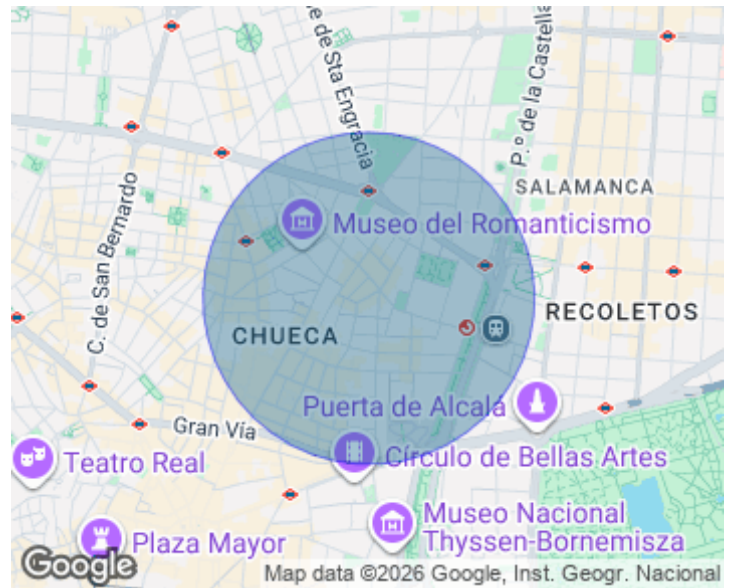 de Sta Engracia
P.º de la Castella
SALAMANCA
Museo del Romanticismo
C. de San Bernardo
RECOLETOS
CHUECA
Puerta de Alcalá
Gran Vía
Círculo de Bellas Artes
Teatro Real
Museo Nacional
Thyssen-Bornemisza
Plaza Mayor
Google
Map data ©2026 Google, Inst. Geogr. Nacional